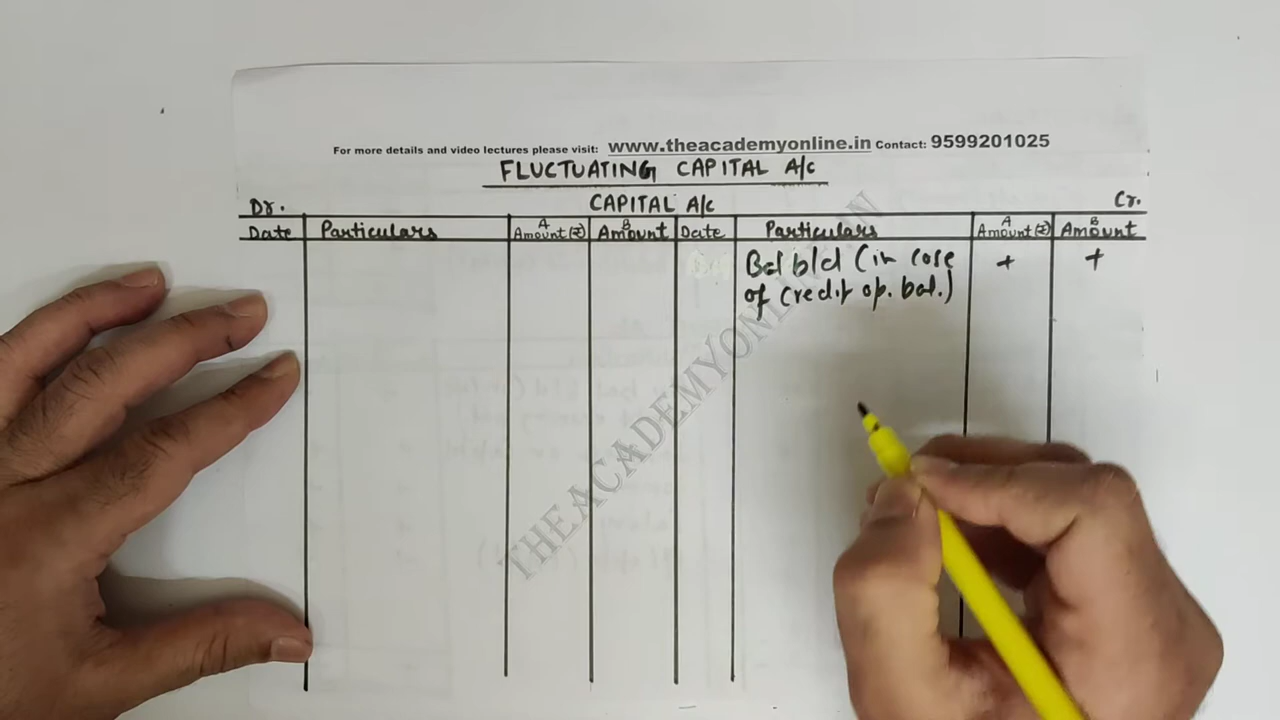 For more details and video lectures please visit: www.theacademyonline.in Contact: 9599201025
FLUCTUATING CAPITAL A/c
Dr. CAPITAL A/c Cr.
Date Particulars A Amount (₹) B Amount Date Particulars A Amount (₹) B Amount
Bal b/d (in case + +
of credit op. bal.)
THEACADEMYONLINE.IN